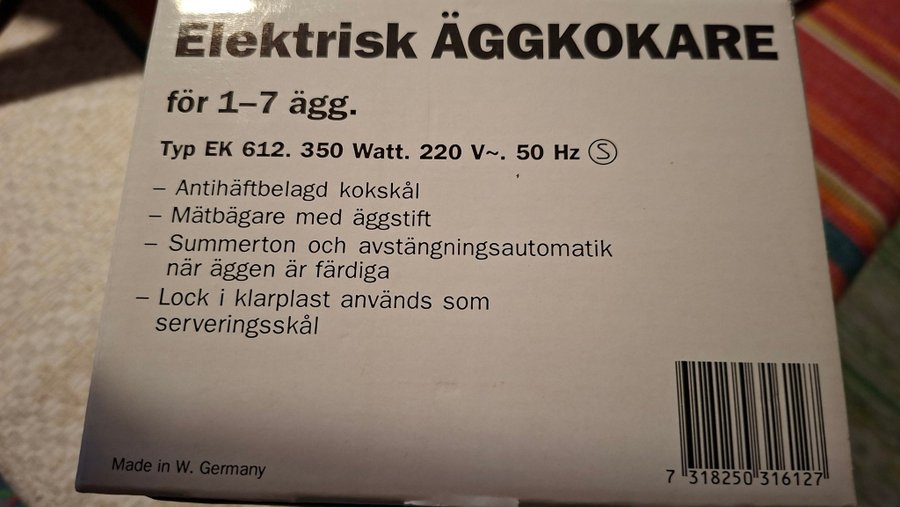 Elektrisk ÄGGKOKARE
för 1–7 ägg.
Typ EK 612. 350 Watt. 220 V~. 50 Hz Ⓢ
– Antihäftbelagd kokskål
– Mätbägare med äggstift
– Summerton och avstängningsautomatik
när äggen är färdiga
– Lock i klarplast används som
serveringsskål
Made in W. Germany
7 318250 316127